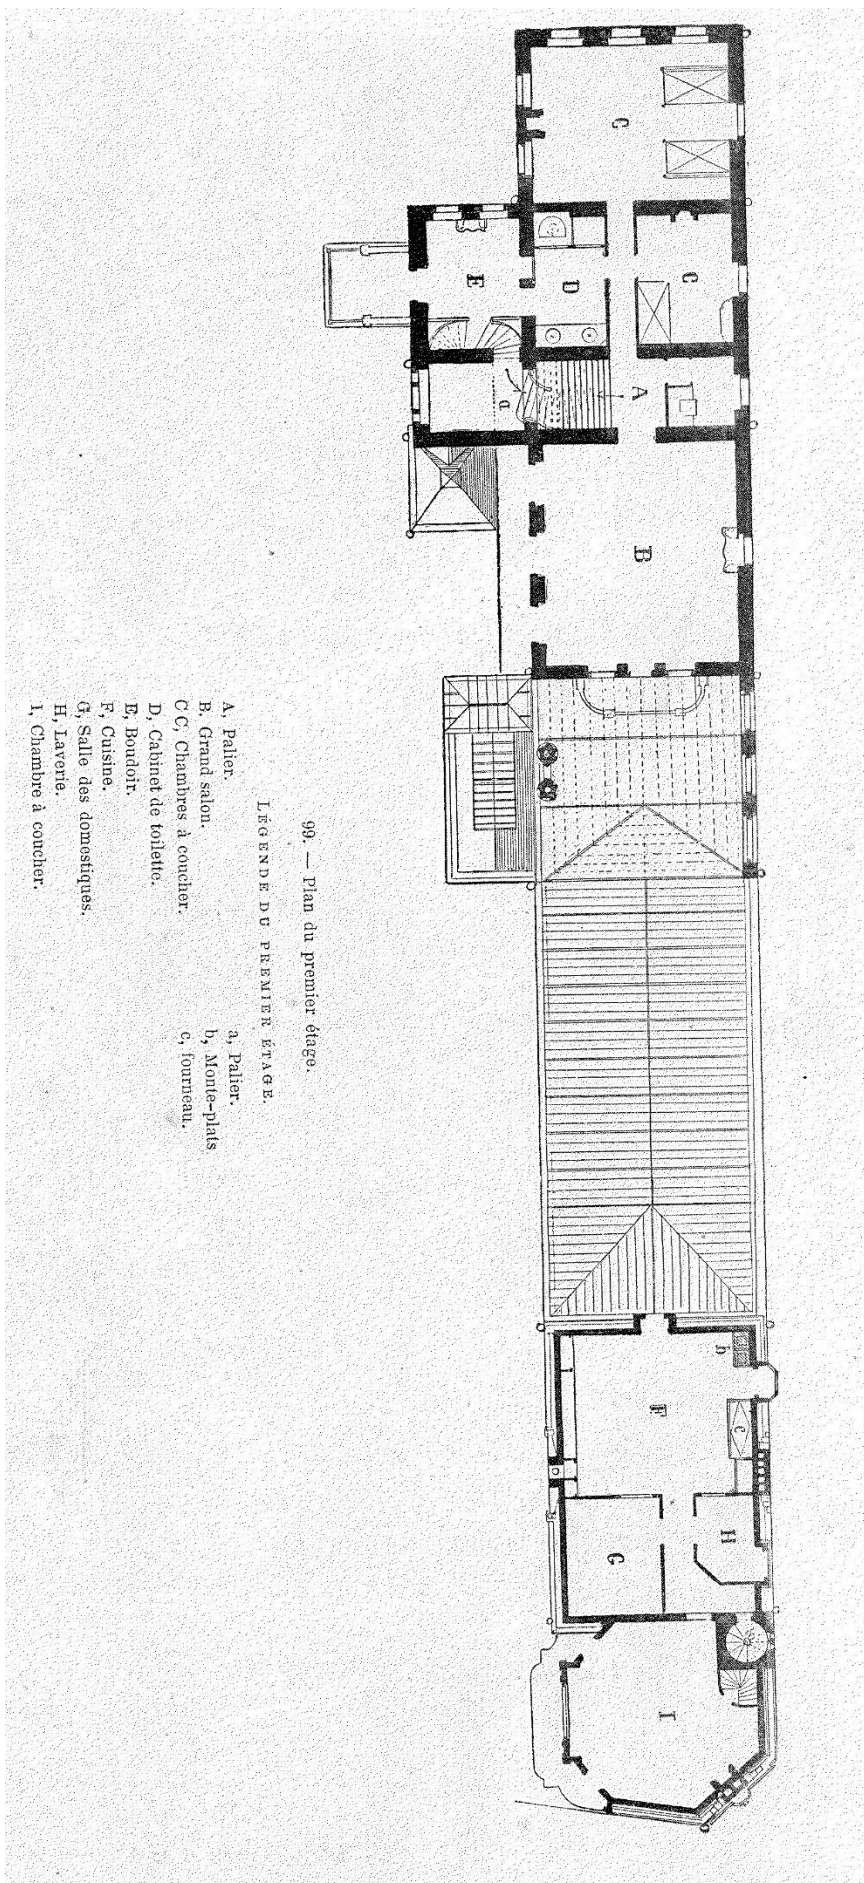 C
C
D
E
A
a
B
b
F
c
H
G
I
99. — Plan du premier étage.
LÉGENDE DU PREMIER ÉTAGE.
A, Palier.
B. Grand salon.
C C, Chambres à coucher.
D, Cabinet de toilette.
E, Boudoir.
F, Cuisine.
G, Salle des domestiques.
H, Laverie.
I, Chambre à coucher.
a, Palier.
b, Monte-plats
c, fourneau.